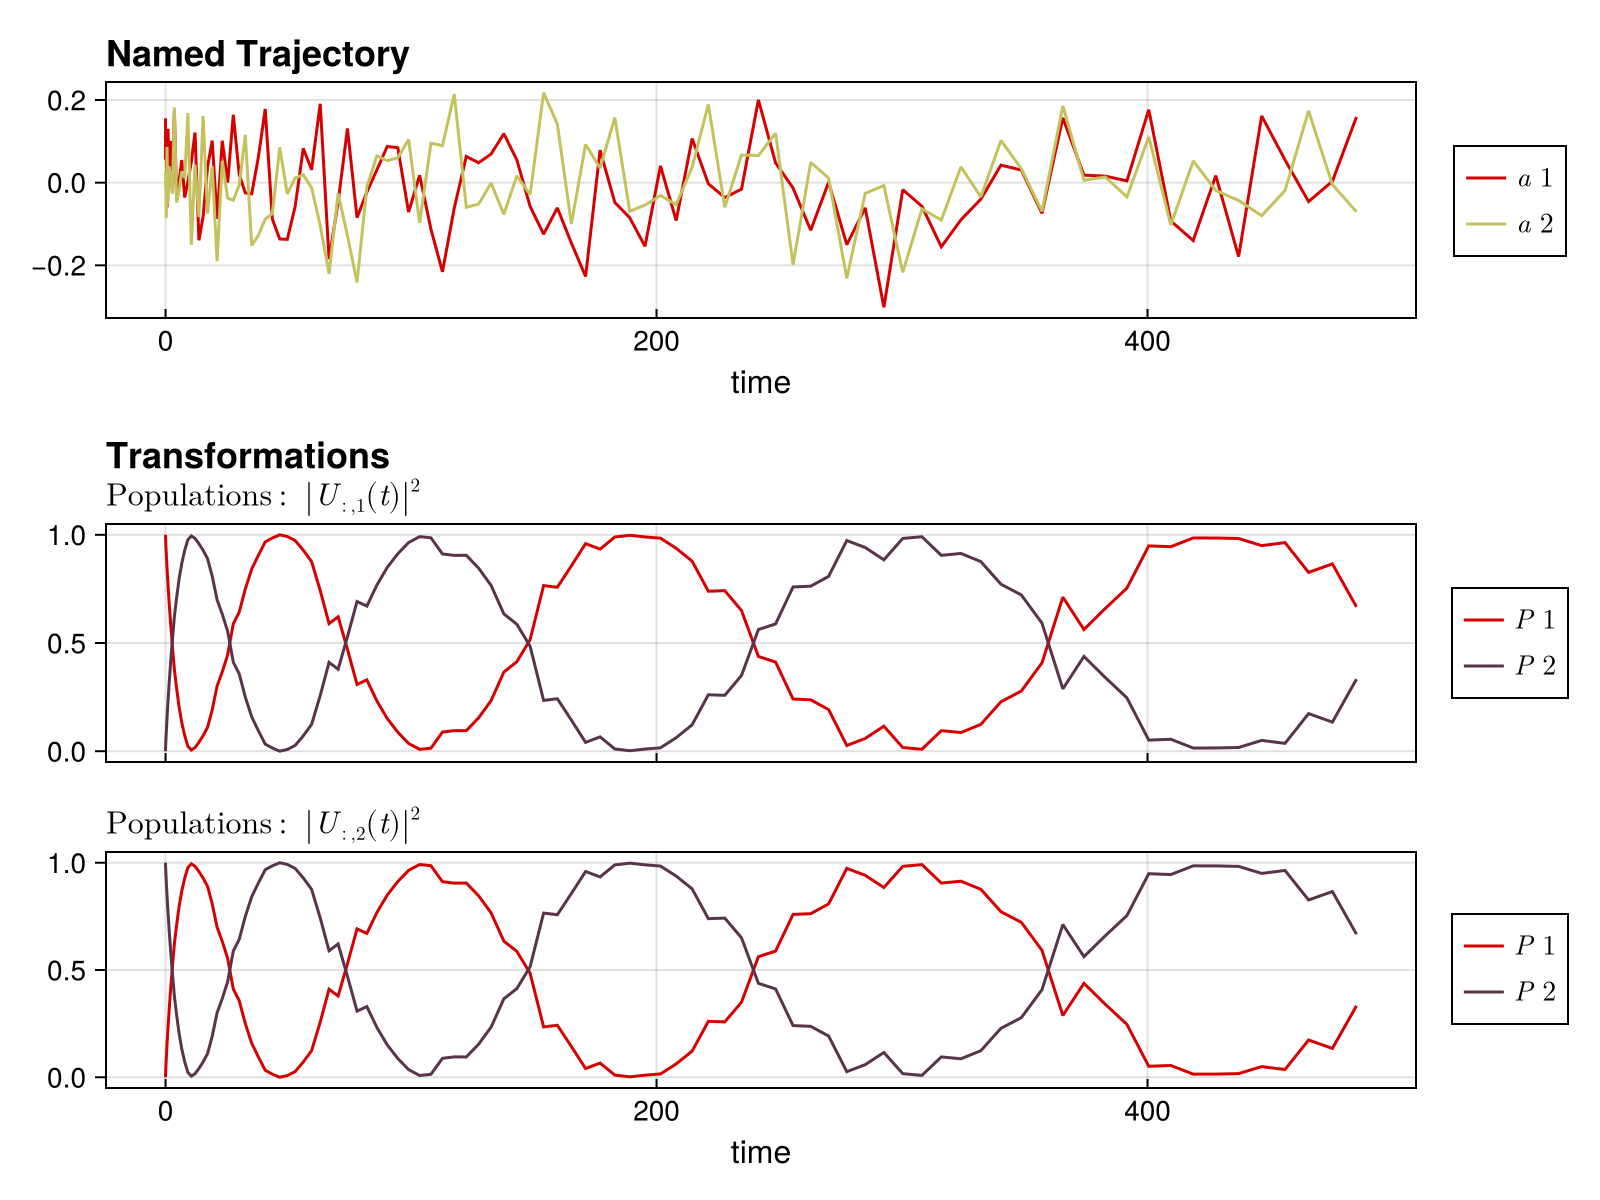 Named Trajectory
0.2
0.0
−0.2
0 200 400
time
a 1
a 2
Transformations
Populations: |U:,1(t)|²
1.0
0.5
0.0
P 1
P 2
Populations: |U:,2(t)|²
1.0
0.5
0.0
0 200 400
time
P 1
P 2